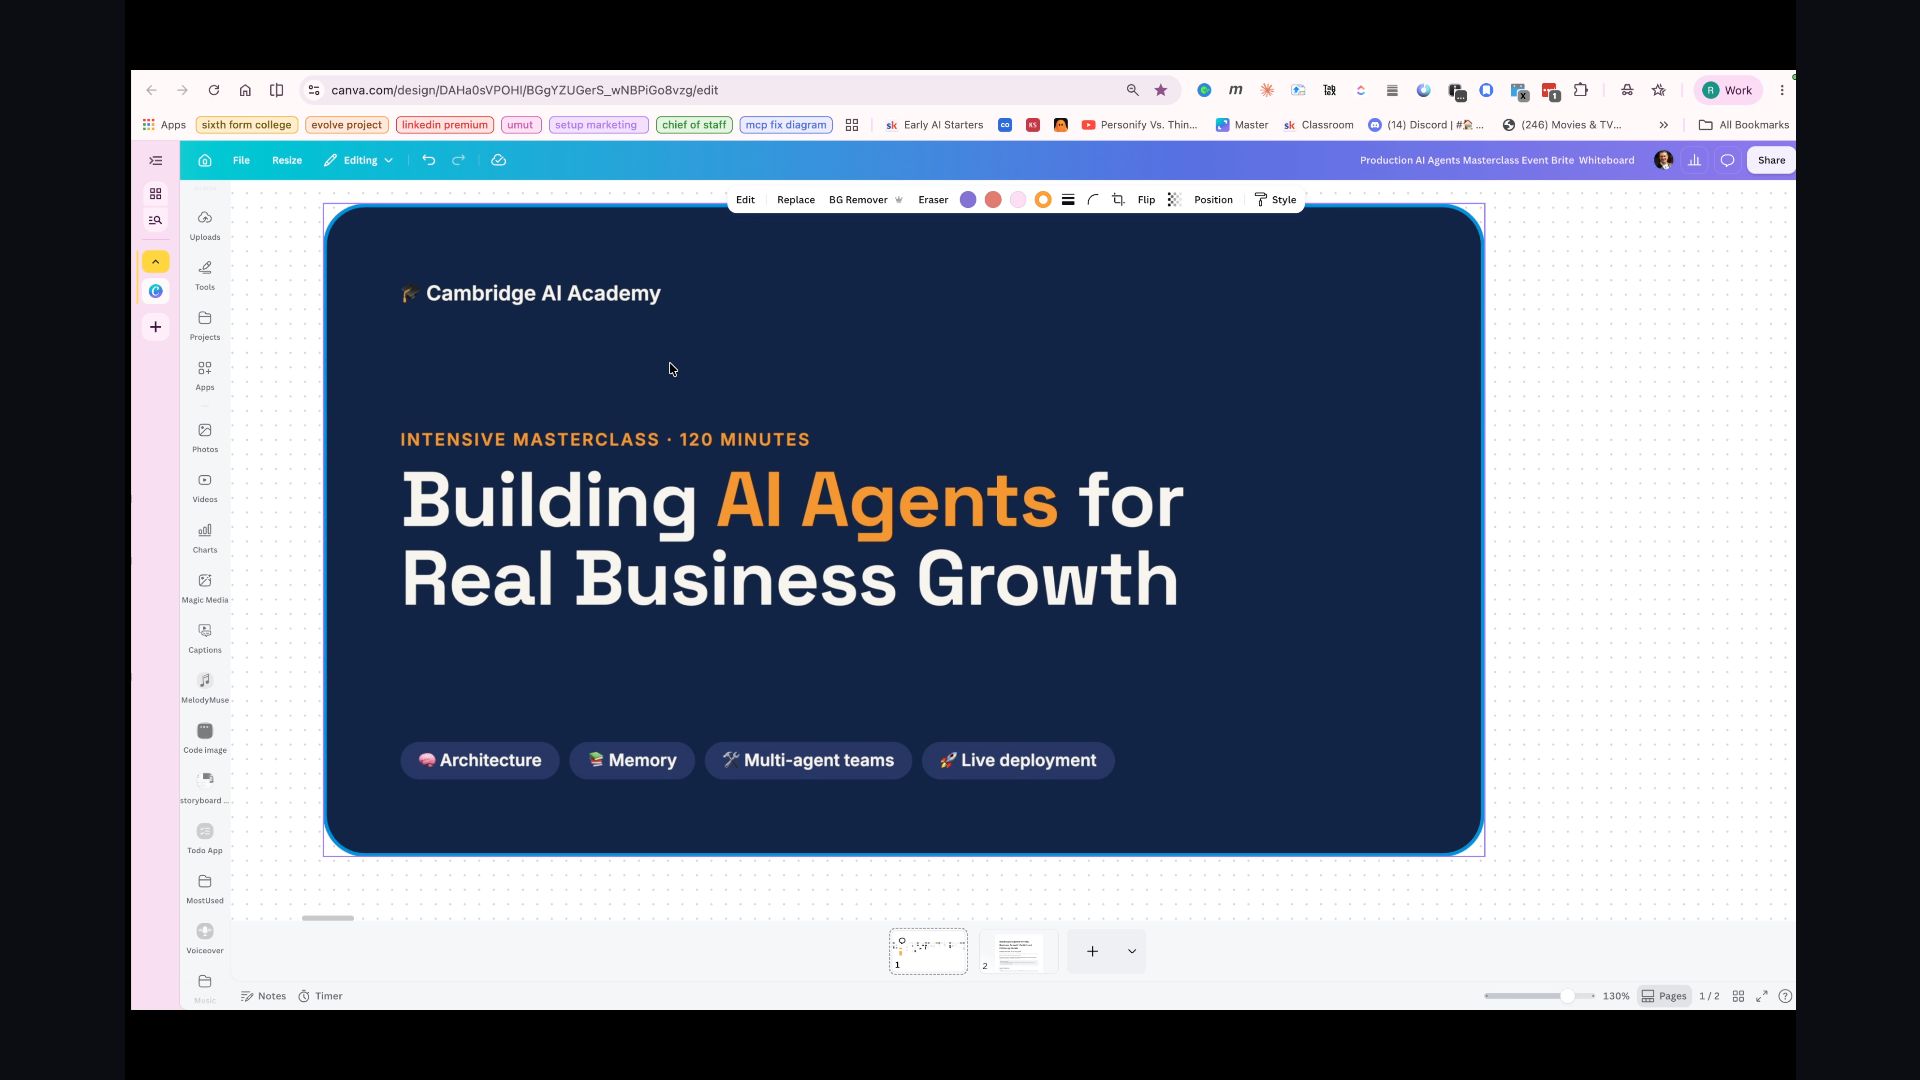 canva.com/design/DAHa0sVPOHI/BGgYZUGerS_wNBPiGo8vzg/edit
Work
Apps
sixth form college
evolve project
linkedin premium
umut
setup marketing
chief of staff
mcp fix diagram
Early AI Starters
Personify Vs. Thin...
Master
Classroom
(14) Discord | #
(246) Movies & TV...
All Bookmarks
File
Resize
Editing
Production AI Agents Masterclass Event Brite Whiteboard
Share
Edit
Replace
BG Remover
Eraser
Flip
Position
Style
Uploads
Tools
Projects
Apps
Photos
Videos
Charts
Magic Media
Captions
MelodyMuse
Code image
storyboard ...
Todo App
MostUsed
Voiceover
Music
Cambridge AI Academy
INTENSIVE MASTERCLASS · 120 MINUTES
Building AI Agents for
Real Business Growth
Architecture
Memory
Multi-agent teams
Live deployment
1
2
Notes
Timer
130%
Pages
1 / 2